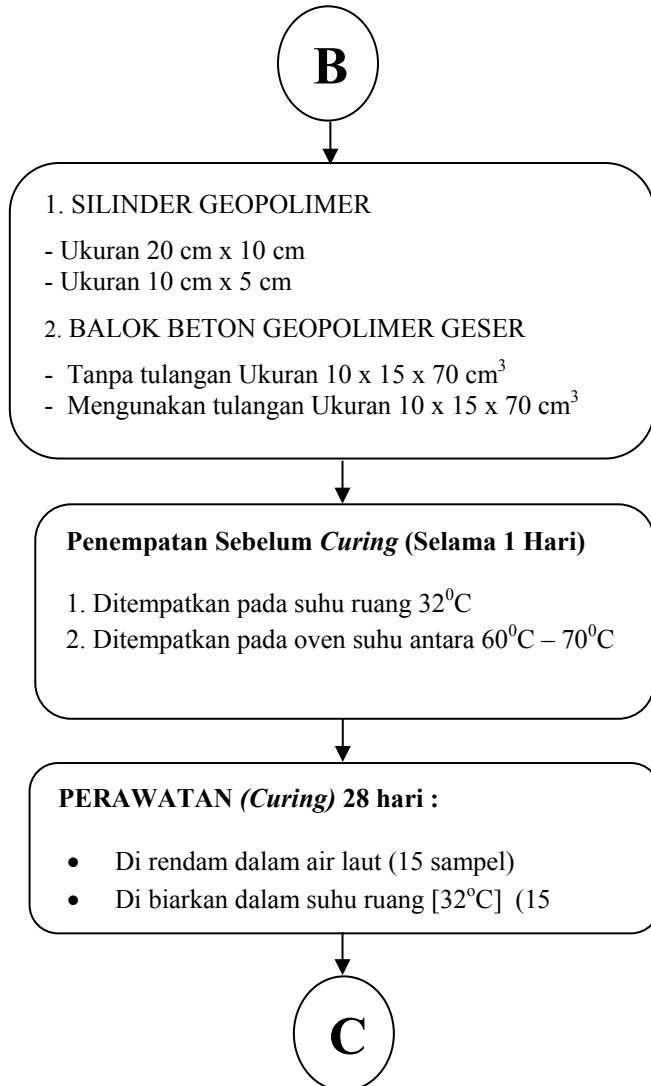 B
1. SILINDER GEOPOLIMER
- Ukuran 20 cm x 10 cm
- Ukuran 10 cm x 5 cm
2. BALOK BETON GEOPOLIMER GESER
- Tanpa tulangan Ukuran 10 x 15 x 70 cm³
- Mengunakan tulangan Ukuran 10 x 15 x 70 cm³
Penempatan Sebelum Curing (Selama 1 Hari)
1. Ditempatkan pada suhu ruang 32⁰C
2. Ditempatkan pada oven suhu antara 60⁰C – 70⁰C
PERAWATAN (Curing) 28 hari :
• Di rendam dalam air laut (15 sampel)
• Di biarkan dalam suhu ruang [32ᵒC] (15
C